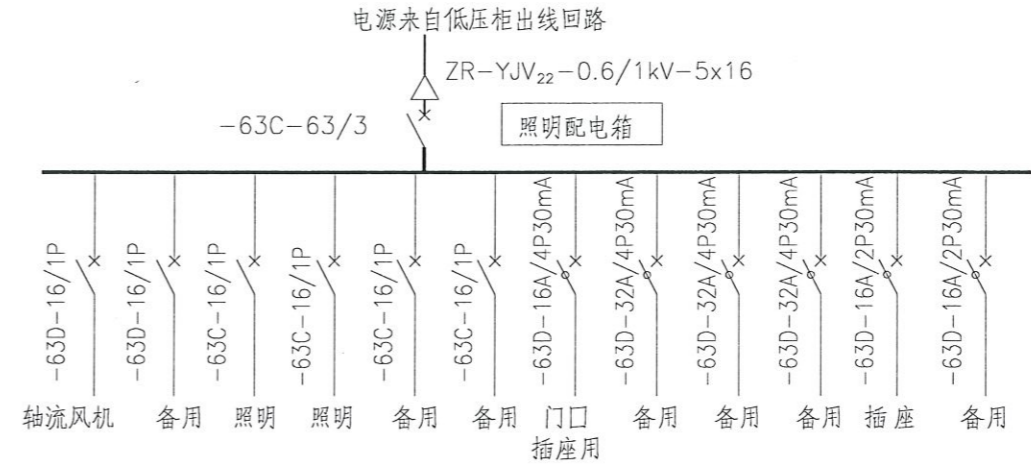 电源来自低压柜出线回路
ZR-YJV₂₂-0.6/1kV-5x16
-63C-63/3
照明配电箱
-63D-16/1P
-63D-16/1P
-63C-16/1P
-63C-16/1P
-63C-16/1P
-63C-16/1P
-63D-16A/4P30mA
-63D-32A/4P30mA
-63D-32A/4P30mA
-63D-32A/4P30mA
-63D-16A/2P30mA
-63D-16A/2P30mA
轴流风机
备用
照明
照明
备用
备用
门口
插座用
备用
备用
备用
插座
备用